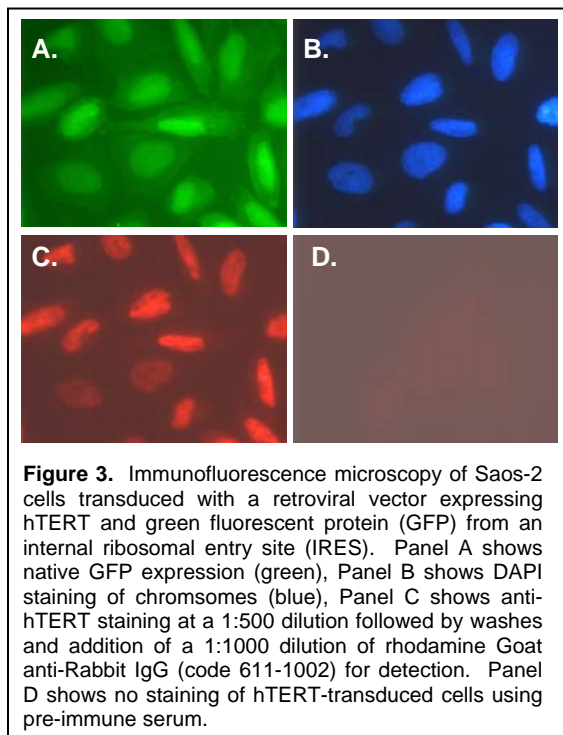 A.
B.
C.
D.
Figure 3. Immunofluorescence microscopy of Saos-2
cells transduced with a retroviral vector expressing
hTERT and green fluorescent protein (GFP) from an
internal ribosomal entry site (IRES). Panel A shows
native GFP expression (green), Panel B shows DAPI
staining of chromsomes (blue), Panel C shows anti-
hTERT staining at a 1:500 dilution followed by washes
and addition of a 1:1000 dilution of rhodamine Goat
anti-Rabbit IgG (code 611-1002) for detection. Panel
D shows no staining of hTERT-transduced cells using
pre-immune serum.